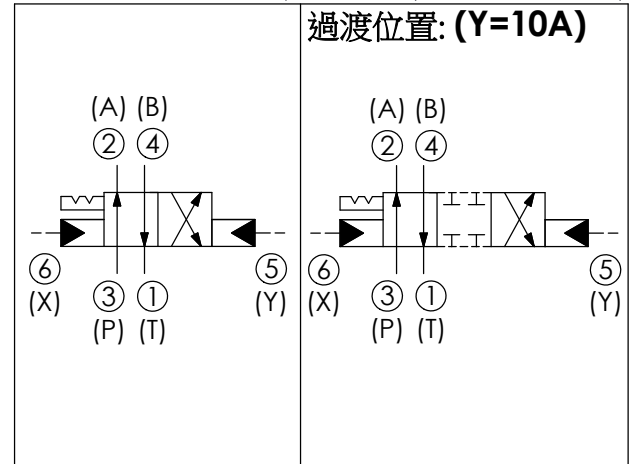 過渡位置: (Y=10A)
(A) (B)
② ④
⑥ ⑤
(X) (Y)
③ ①
(P) (T)
(A) (B)
② ④
⑥ ⑤
(X) (Y)
③ ①
(P) (T)